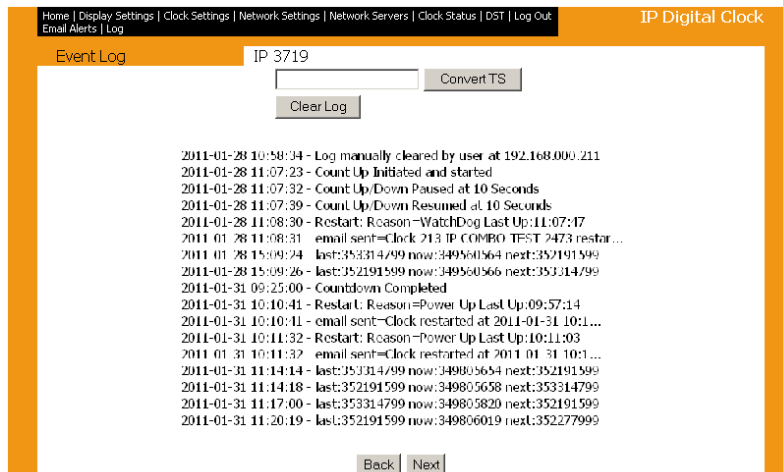 Home | Display Settings | Clock Settings | Network Settings | Network Servers | Clock Status | DST | Log Out
Email Alerts | Log
IP Digital Clock
Event Log
IP 3719
Convert TS
Clear Log
2011-01-28 10:58:34 - Log manually cleared by user at 192.168.000.211
2011-01-28 11:07:23 - Count Up Initiated and started
2011-01-28 11:07:32 - Count Up/Down Paused at 10 Seconds
2011-01-28 11:07:39 - Count Up/Down Resumed at 10 Seconds
2011-01-28 11:08:30 - Restart: Reason=WatchDog Last Up:11:07:47
2011-01-28 11:08:31 - email sent=Clock 213 IP COMBO TEST 2473 restar...
2011-01-28 15:09:24 - last:353314799 now:349560564 next:352191599
2011-01-28 15:09:26 - last:352191599 now:349560566 next:353314799
2011-01-31 09:25:00 - Countdown Completed
2011-01-31 10:10:41 - Restart: Reason=Power Up Last Up:09:57:14
2011-01-31 10:10:41 - email sent=Clock restarted at 2011-01-31 10:1...
2011-01-31 10:11:32 - Restart: Reason=Power Up Last Up:10:11:03
2011-01-31 10:11:32 - email sent=Clock restarted at 2011-01-31 10:1...
2011-01-31 11:14:14 - last:353314799 now:349805654 next:352191599
2011-01-31 11:14:18 - last:352191599 now:349805658 next:353314799
2011-01-31 11:17:00 - last:353314799 now:349805820 next:352191599
2011-01-31 11:20:19 - last:352191599 now:349806019 next:352277999
Back
Next